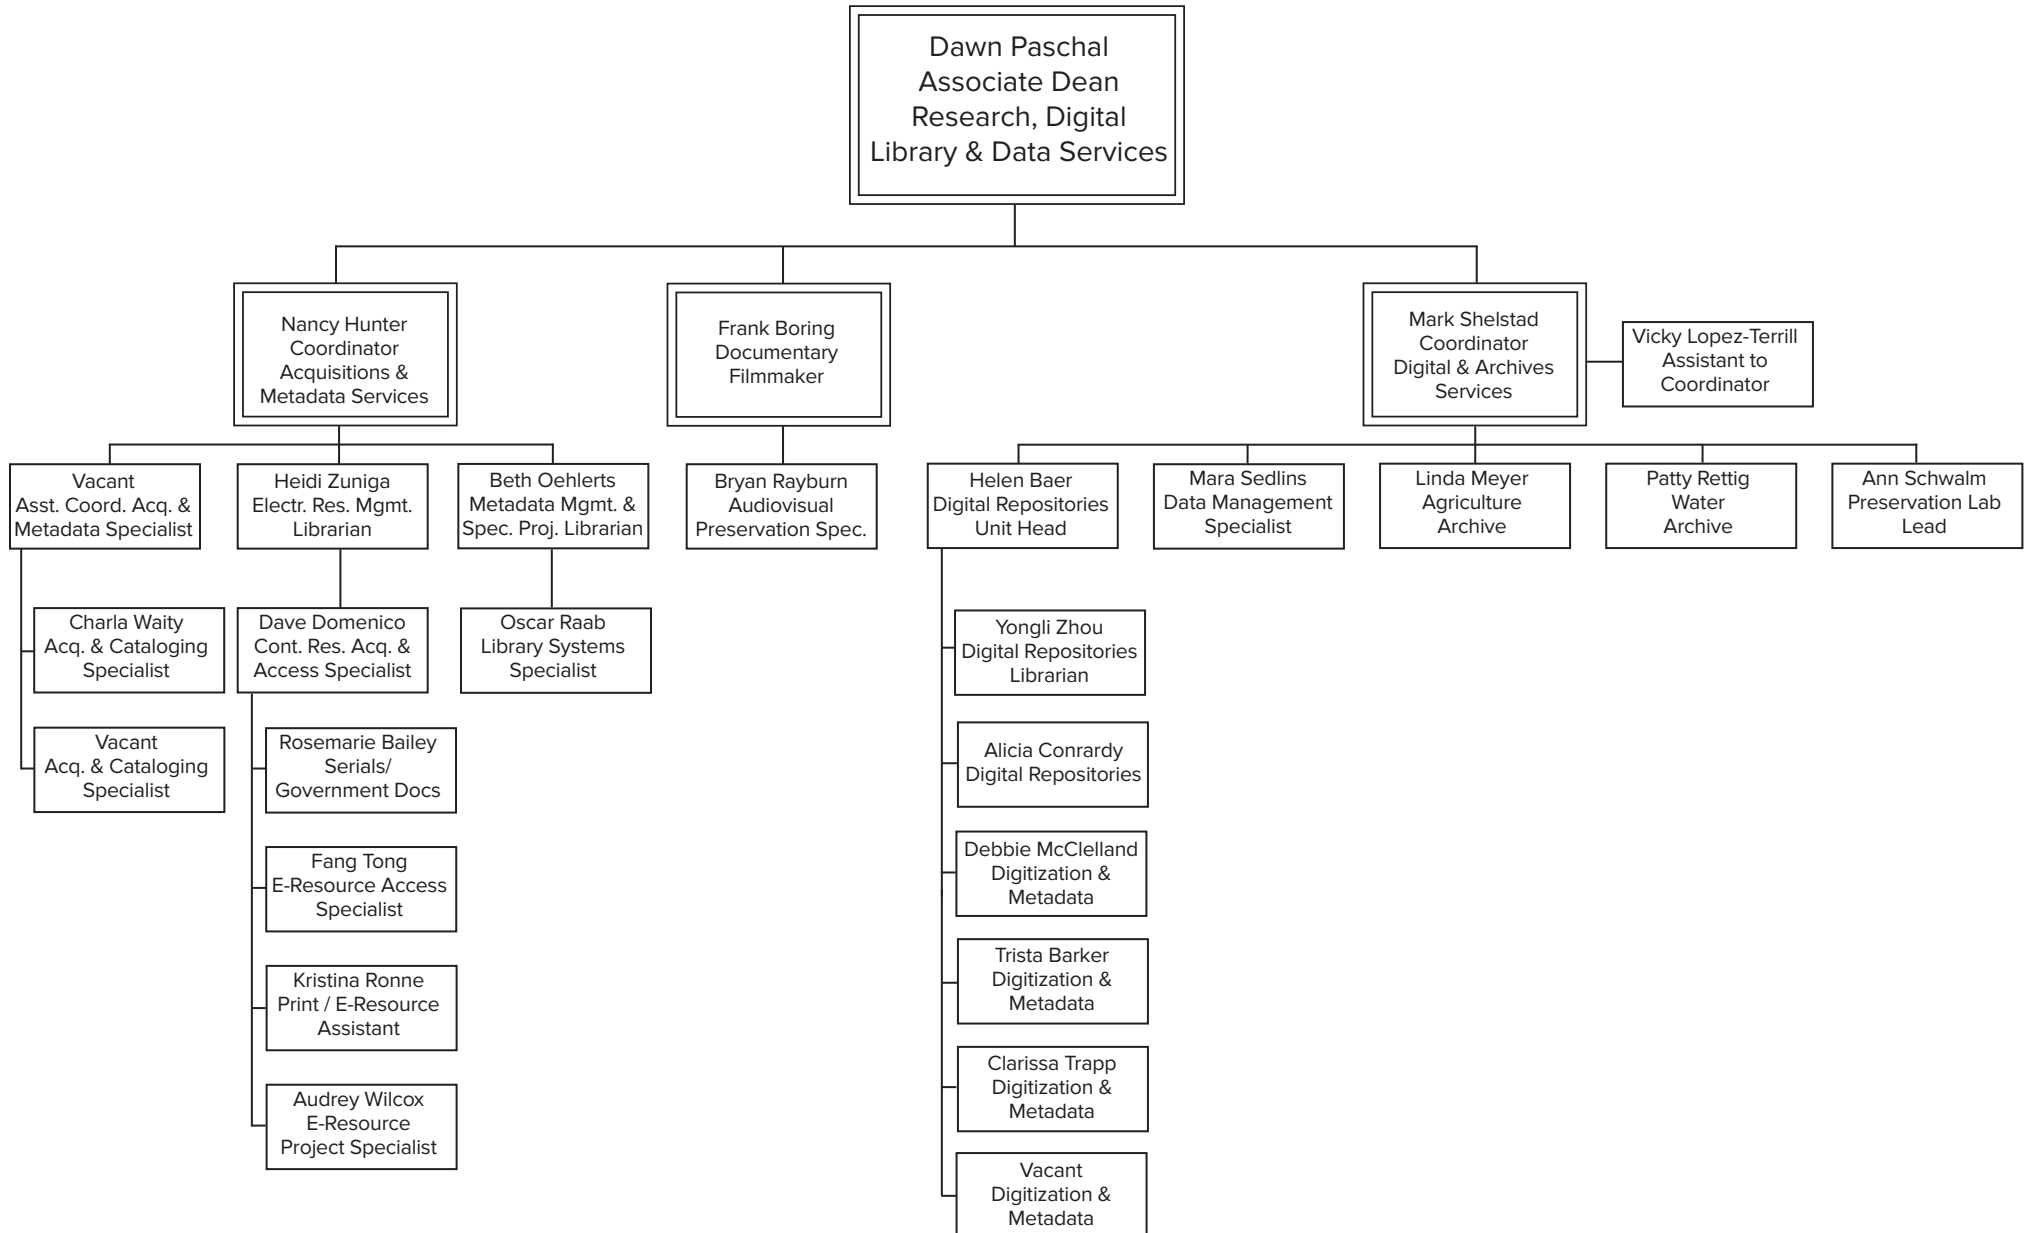 Dawn Paschal
Associate Dean
Research, Digital
Library & Data Services
Nancy Hunter
Coordinator
Acquisitions &
Metadata Services
Frank Boring
Documentary
Filmmaker
Mark Shelstad
Coordinator
Digital & Archives
Services
Vicky Lopez-Terrill
Assistant to
Coordinator
Vacant
Asst. Coord. Acq. &
Metadata Specialist
Heidi Zuniga
Electr. Res. Mgmt.
Librarian
Beth Oehlerts
Metadata Mgmt. &
Spec. Proj. Librarian
Bryan Rayburn
Audiovisual
Preservation Spec.
Helen Baer
Digital Repositories
Unit Head
Mara Sedlins
Data Management
Specialist
Linda Meyer
Agriculture
Archive
Patty Rettig
Water
Archive
Ann Schwalm
Preservation Lab
Lead
Charla Waity
Acq. & Cataloging
Specialist
Dave Domenico
Cont. Res. Acq. &
Access Specialist
Oscar Raab
Library Systems
Specialist
Yongli Zhou
Digital Repositories
Librarian
Vacant
Acq. & Cataloging
Specialist
Rosemarie Bailey
Serials/
Government Docs
Alicia Conrardy
Digital Repositories
Fang Tong
E-Resource Access
Specialist
Debbie McClelland
Digitization &
Metadata
Kristina Ronne
Print / E-Resource
Assistant
Trista Barker
Digitization &
Metadata
Audrey Wilcox
E-Resource
Project Specialist
Clarissa Trapp
Digitization &
Metadata
Vacant
Digitization &
Metadata